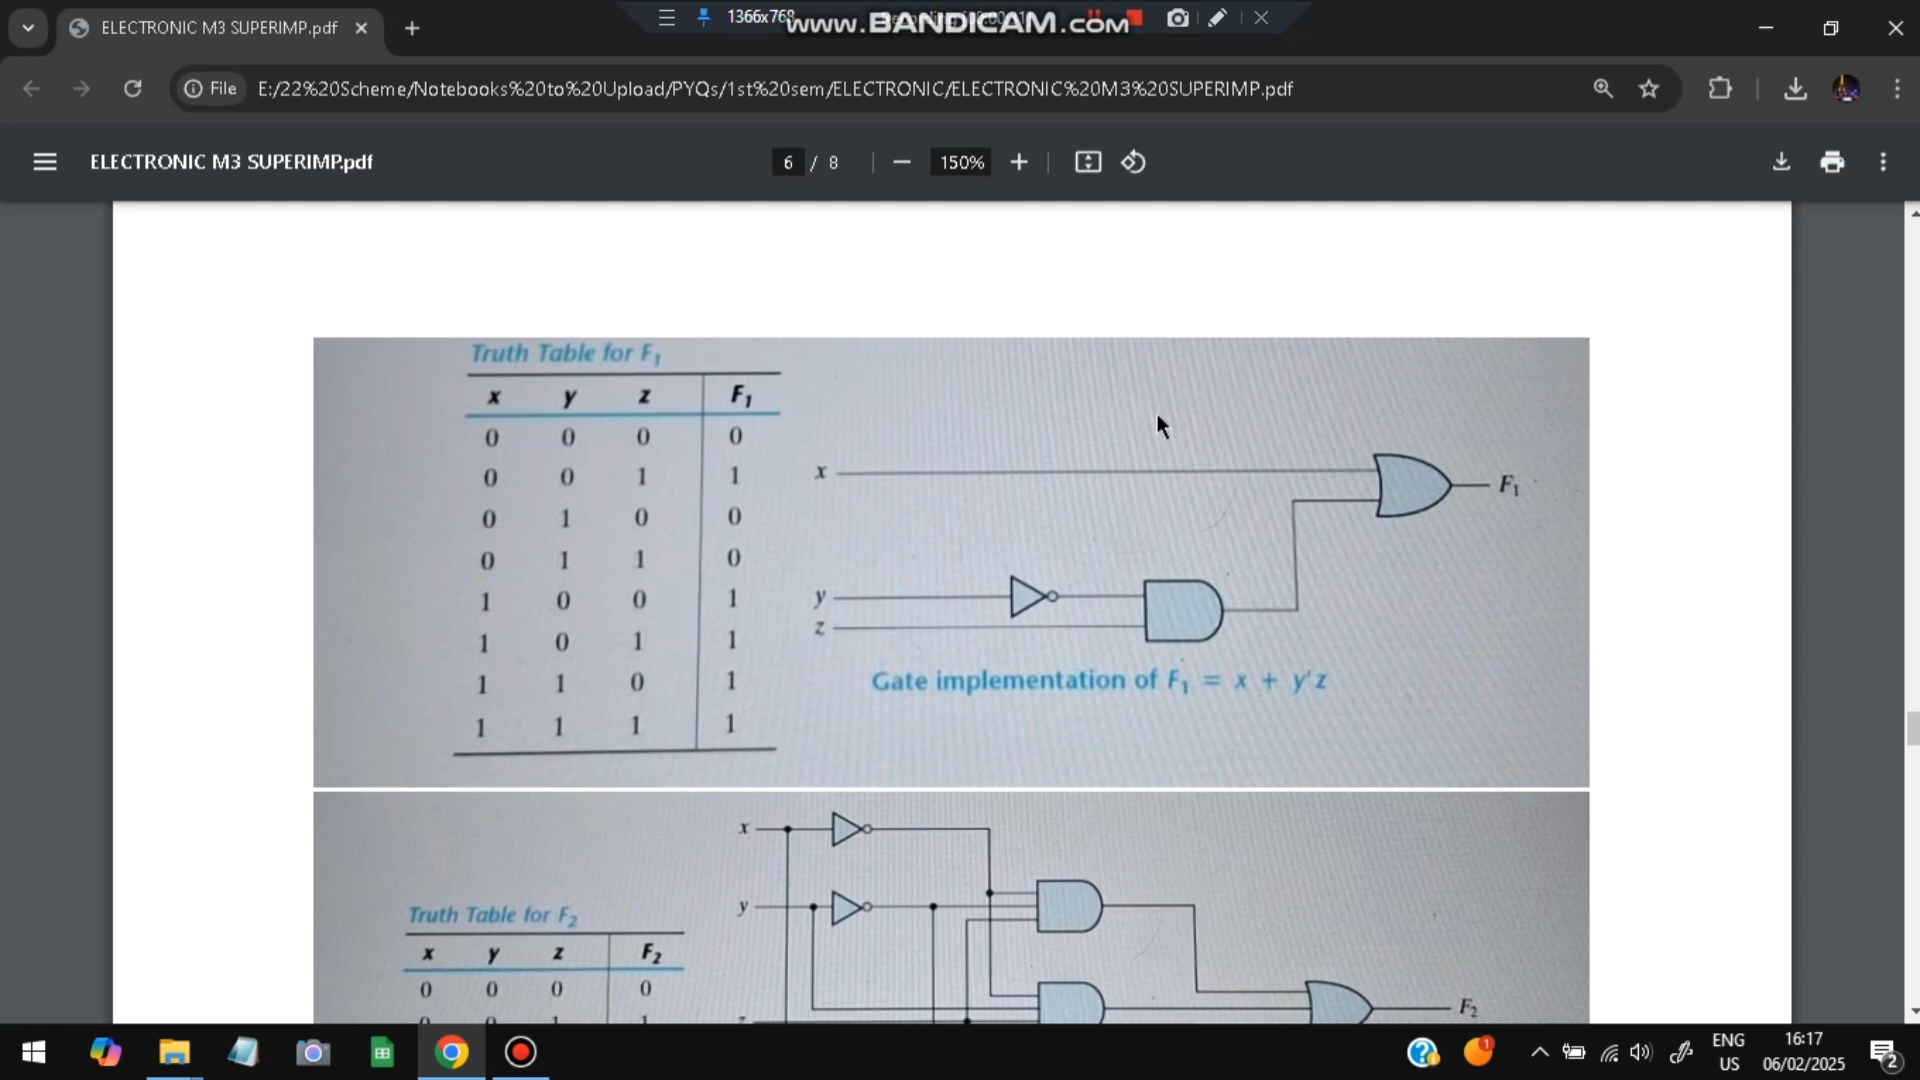 ELECTRONIC M3 SUPERIMP.pdf
1366x768
www.BANDICAM.com
File
E:/22%20Scheme/Notebooks%20to%20Upload/PYQs/1st%20sem/ELECTRONIC/ELECTRONIC%20M3%20SUPERIMP.pdf
ELECTRONIC M3 SUPERIMP.pdf
6 / 8
150%
Truth Table for F₁
x y z F₁
0 0 0 0
0 0 1 1
0 1 0 0
0 1 1 0
1 0 0 1
1 0 1 1
1 1 0 1
1 1 1 1
x
F₁
y
z
Gate implementation of F₁ = x + y'z
x
y
Truth Table for F₂
x y z F₂
0 0 0 0
F₂
1
ENG
US
16:17
06/02/2025
2